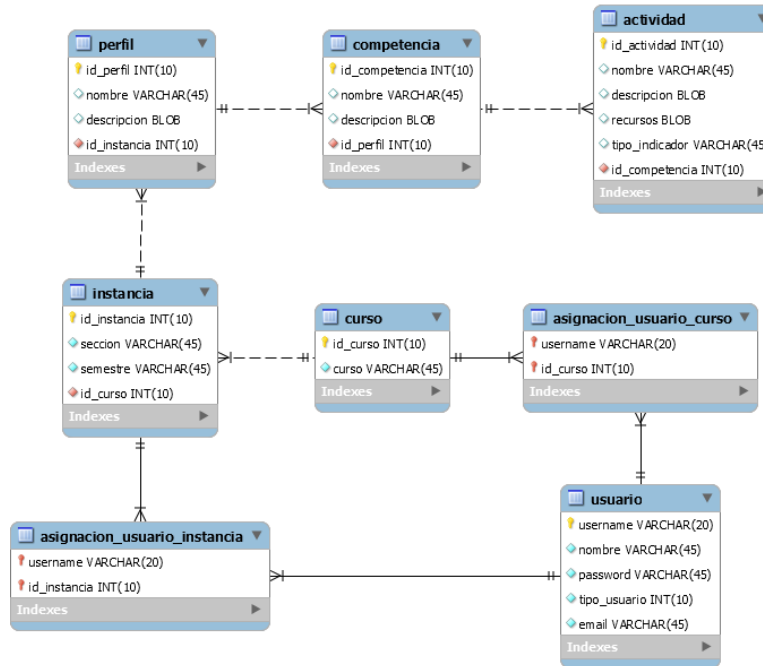 perfil
id_perfil INT(10)
nombre VARCHAR(45)
descripcion BLOB
id_instancia INT(10)
Indexes
competencia
id_competencia INT(10)
nombre VARCHAR(45)
descripcion BLOB
id_perfil INT(10)
Indexes
actividad
id_actividad INT(10)
nombre VARCHAR(45)
descripcion BLOB
recursos BLOB
tipo_indicador VARCHAR(45
id_competencia INT(10)
Indexes
instancia
id_instancia INT(10)
seccion VARCHAR(45)
semestre VARCHAR(45)
id_curso INT(10)
Indexes
curso
id_curso INT(10)
curso VARCHAR(45)
Indexes
asignacion_usuario_curso
username VARCHAR(20)
id_curso INT(10)
Indexes
asignacion_usuario_instancia
username VARCHAR(20)
id_instancia INT(10)
Indexes
usuario
username VARCHAR(20)
nombre VARCHAR(45)
password VARCHAR(45)
tipo_usuario INT(10)
email VARCHAR(45)
Indexes